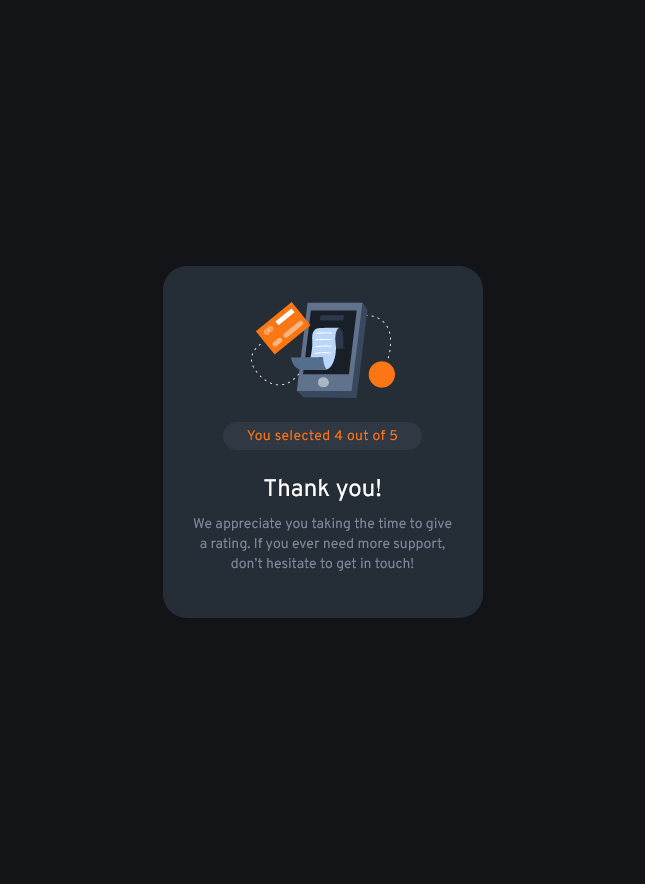 You selected 4 out of 5
Thank you!
We appreciate you taking the time to give
a rating. If you ever need more support,
don’t hesitate to get in touch!